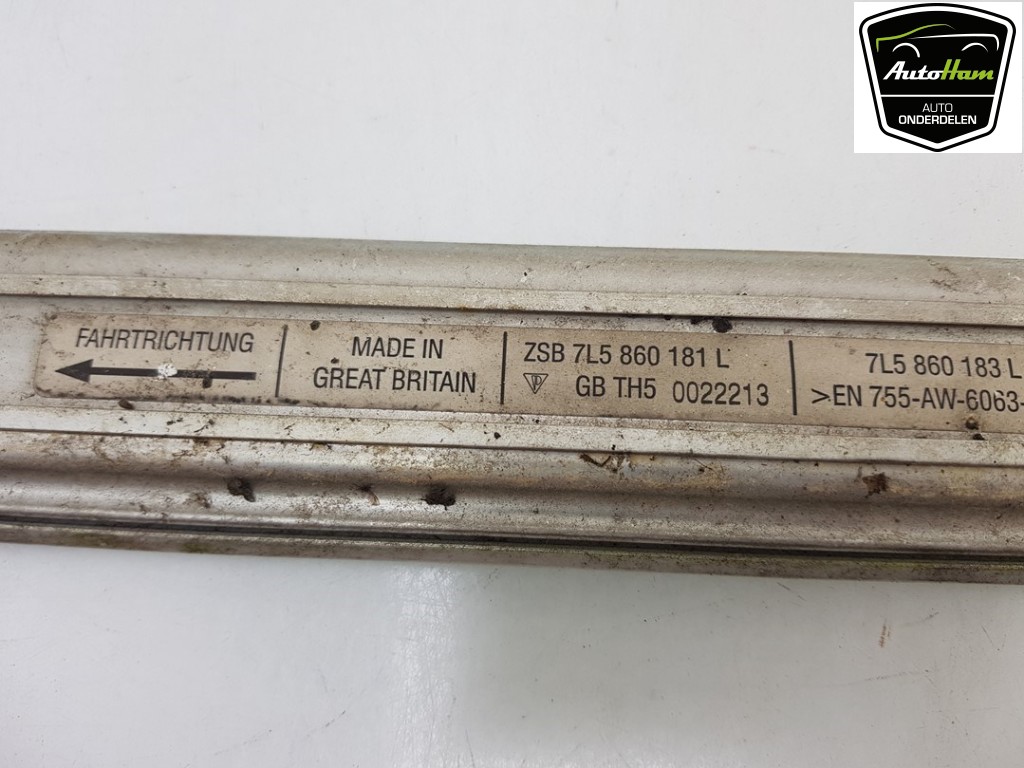 AutoHam
AUTO
ONDERDELEN
FAHRTRICHTUNG
MADE IN
GREAT BRITAIN
ZSB 7L5 860 181 L
GB TH5 0022213
7L5 860 183 L
>EN 755-AW-6063-